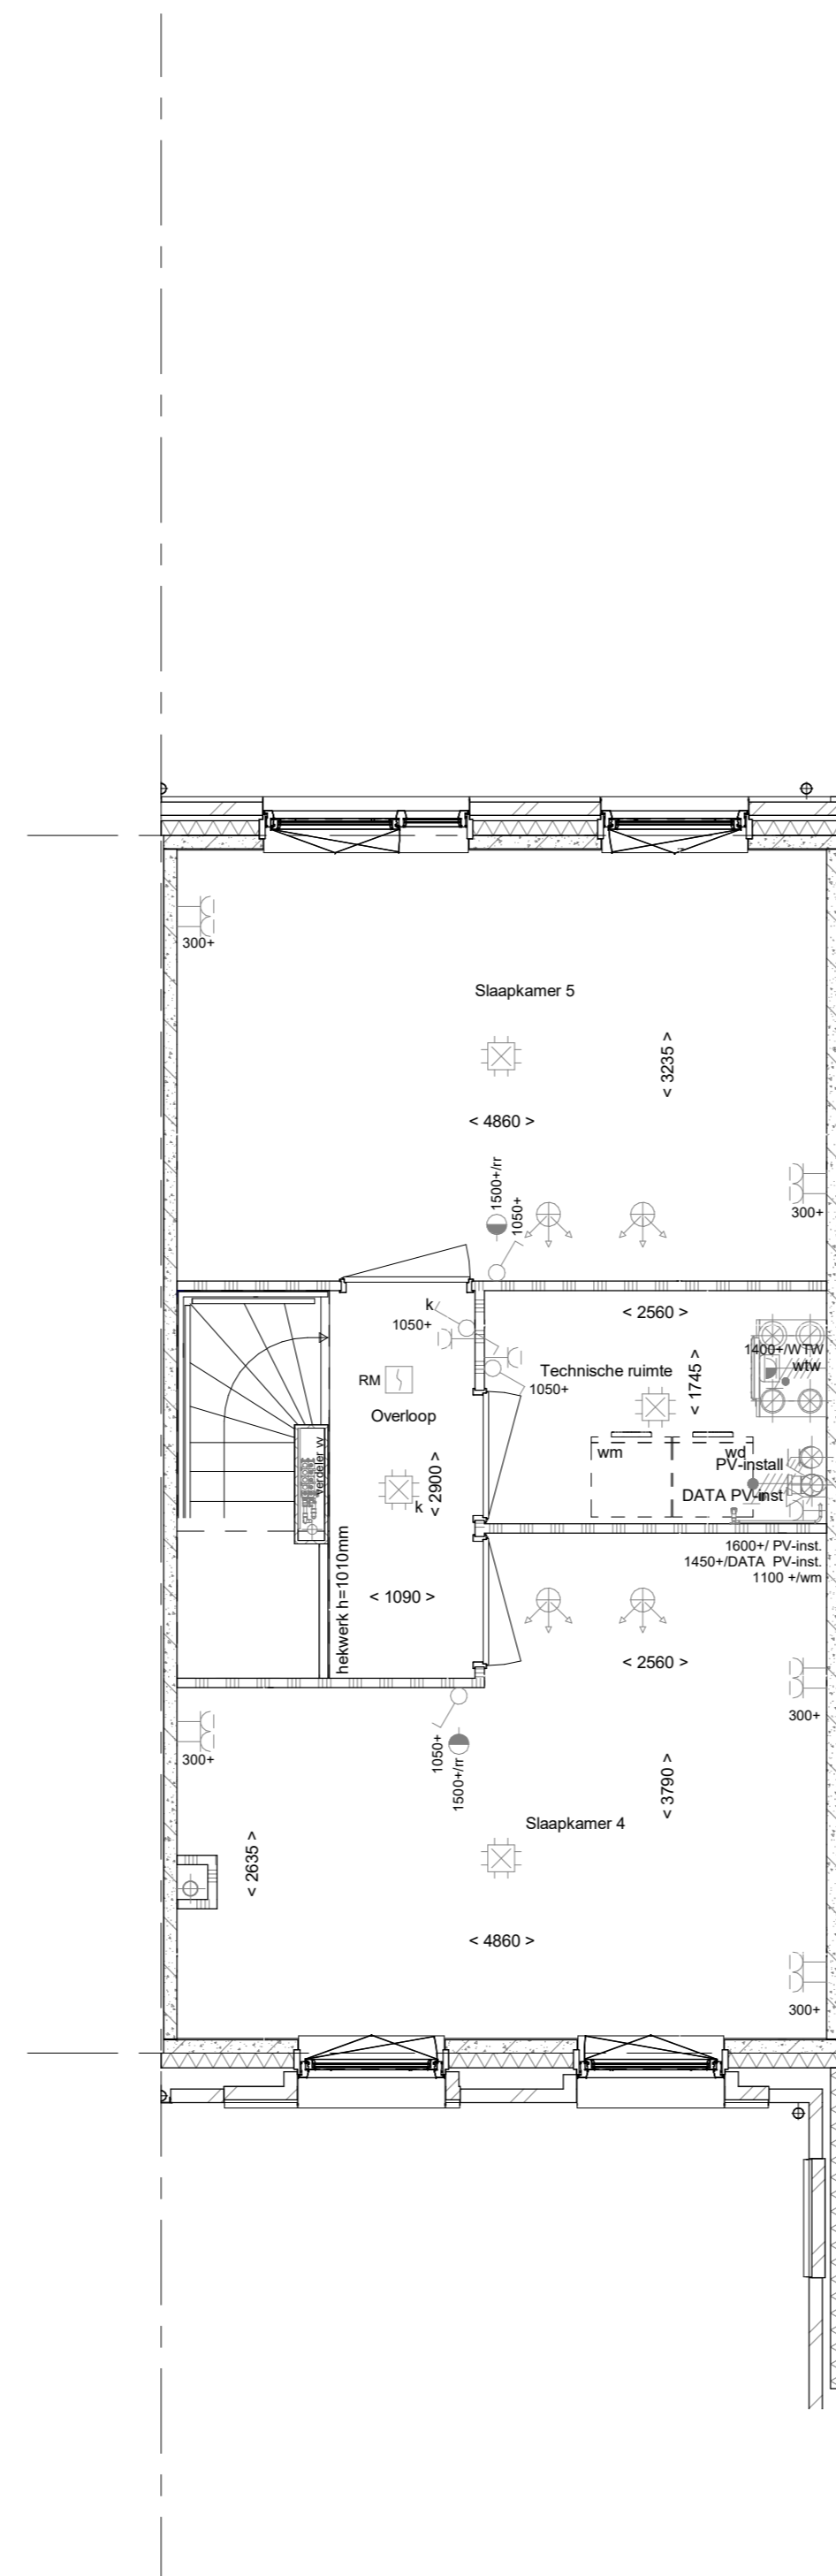 300+
Slaapkamer 5
< 3235 >
< 4860 >
1500+/rr
1050+
300+
k
1050+
< 2560 >
1400+/WTW
wtw
RM
Technische ruimte
< 1745 >
1050+
Overloop
verdeler w
wm
wd
PV-install
k
< 2900 >
DATA PV-inst
hekwerk h=1010mm
1600+/ PV-inst.
1450+/DATA PV-inst.
1100 +/wm
< 1090 >
< 2560 >
300+
1050+
1500+/rr
300+
< 3790 >
Slaapkamer 4
< 2635 >
< 4860 >
300+